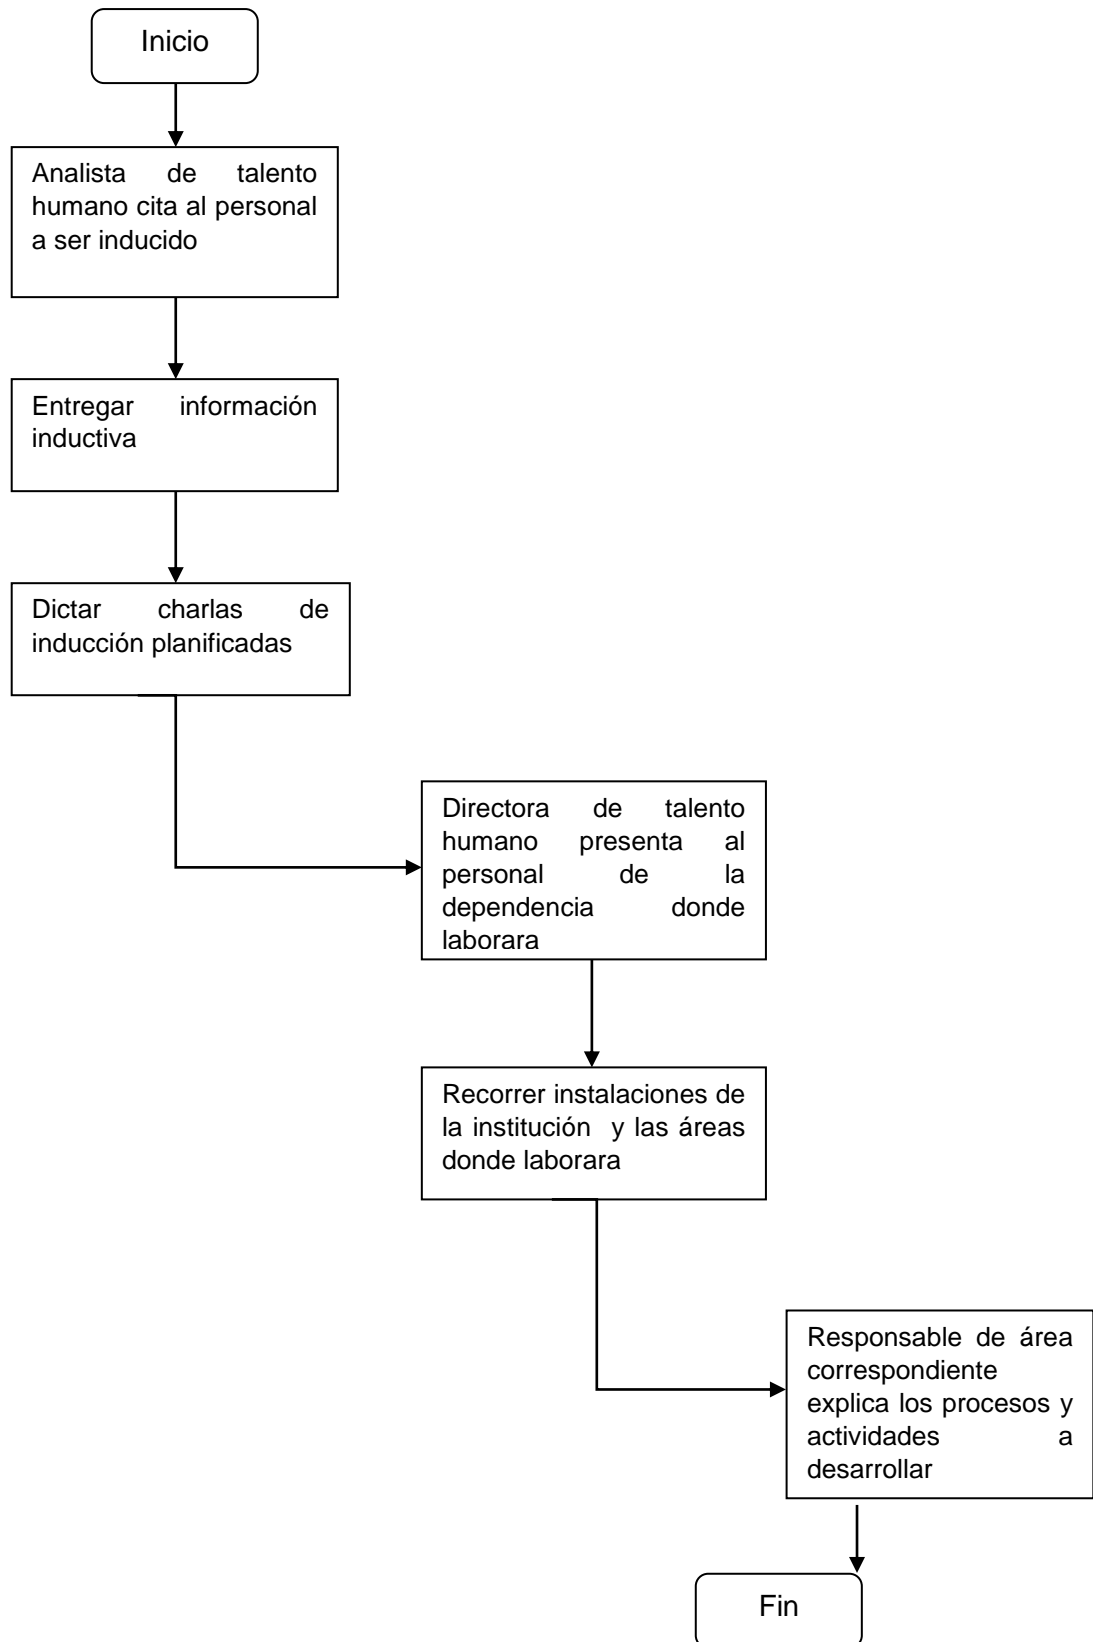 Inicio
Analista de talento
humano cita al personal
a ser inducido
Entregar información
inductiva
Dictar charlas de
inducción planificadas
Directora de talento
humano presenta al
personal de la
dependencia donde
laborara
Recorrer instalaciones de
la institución y las áreas
donde laborara
Responsable de área
correspondiente
explica los procesos y
actividades a
desarrollar
Fin